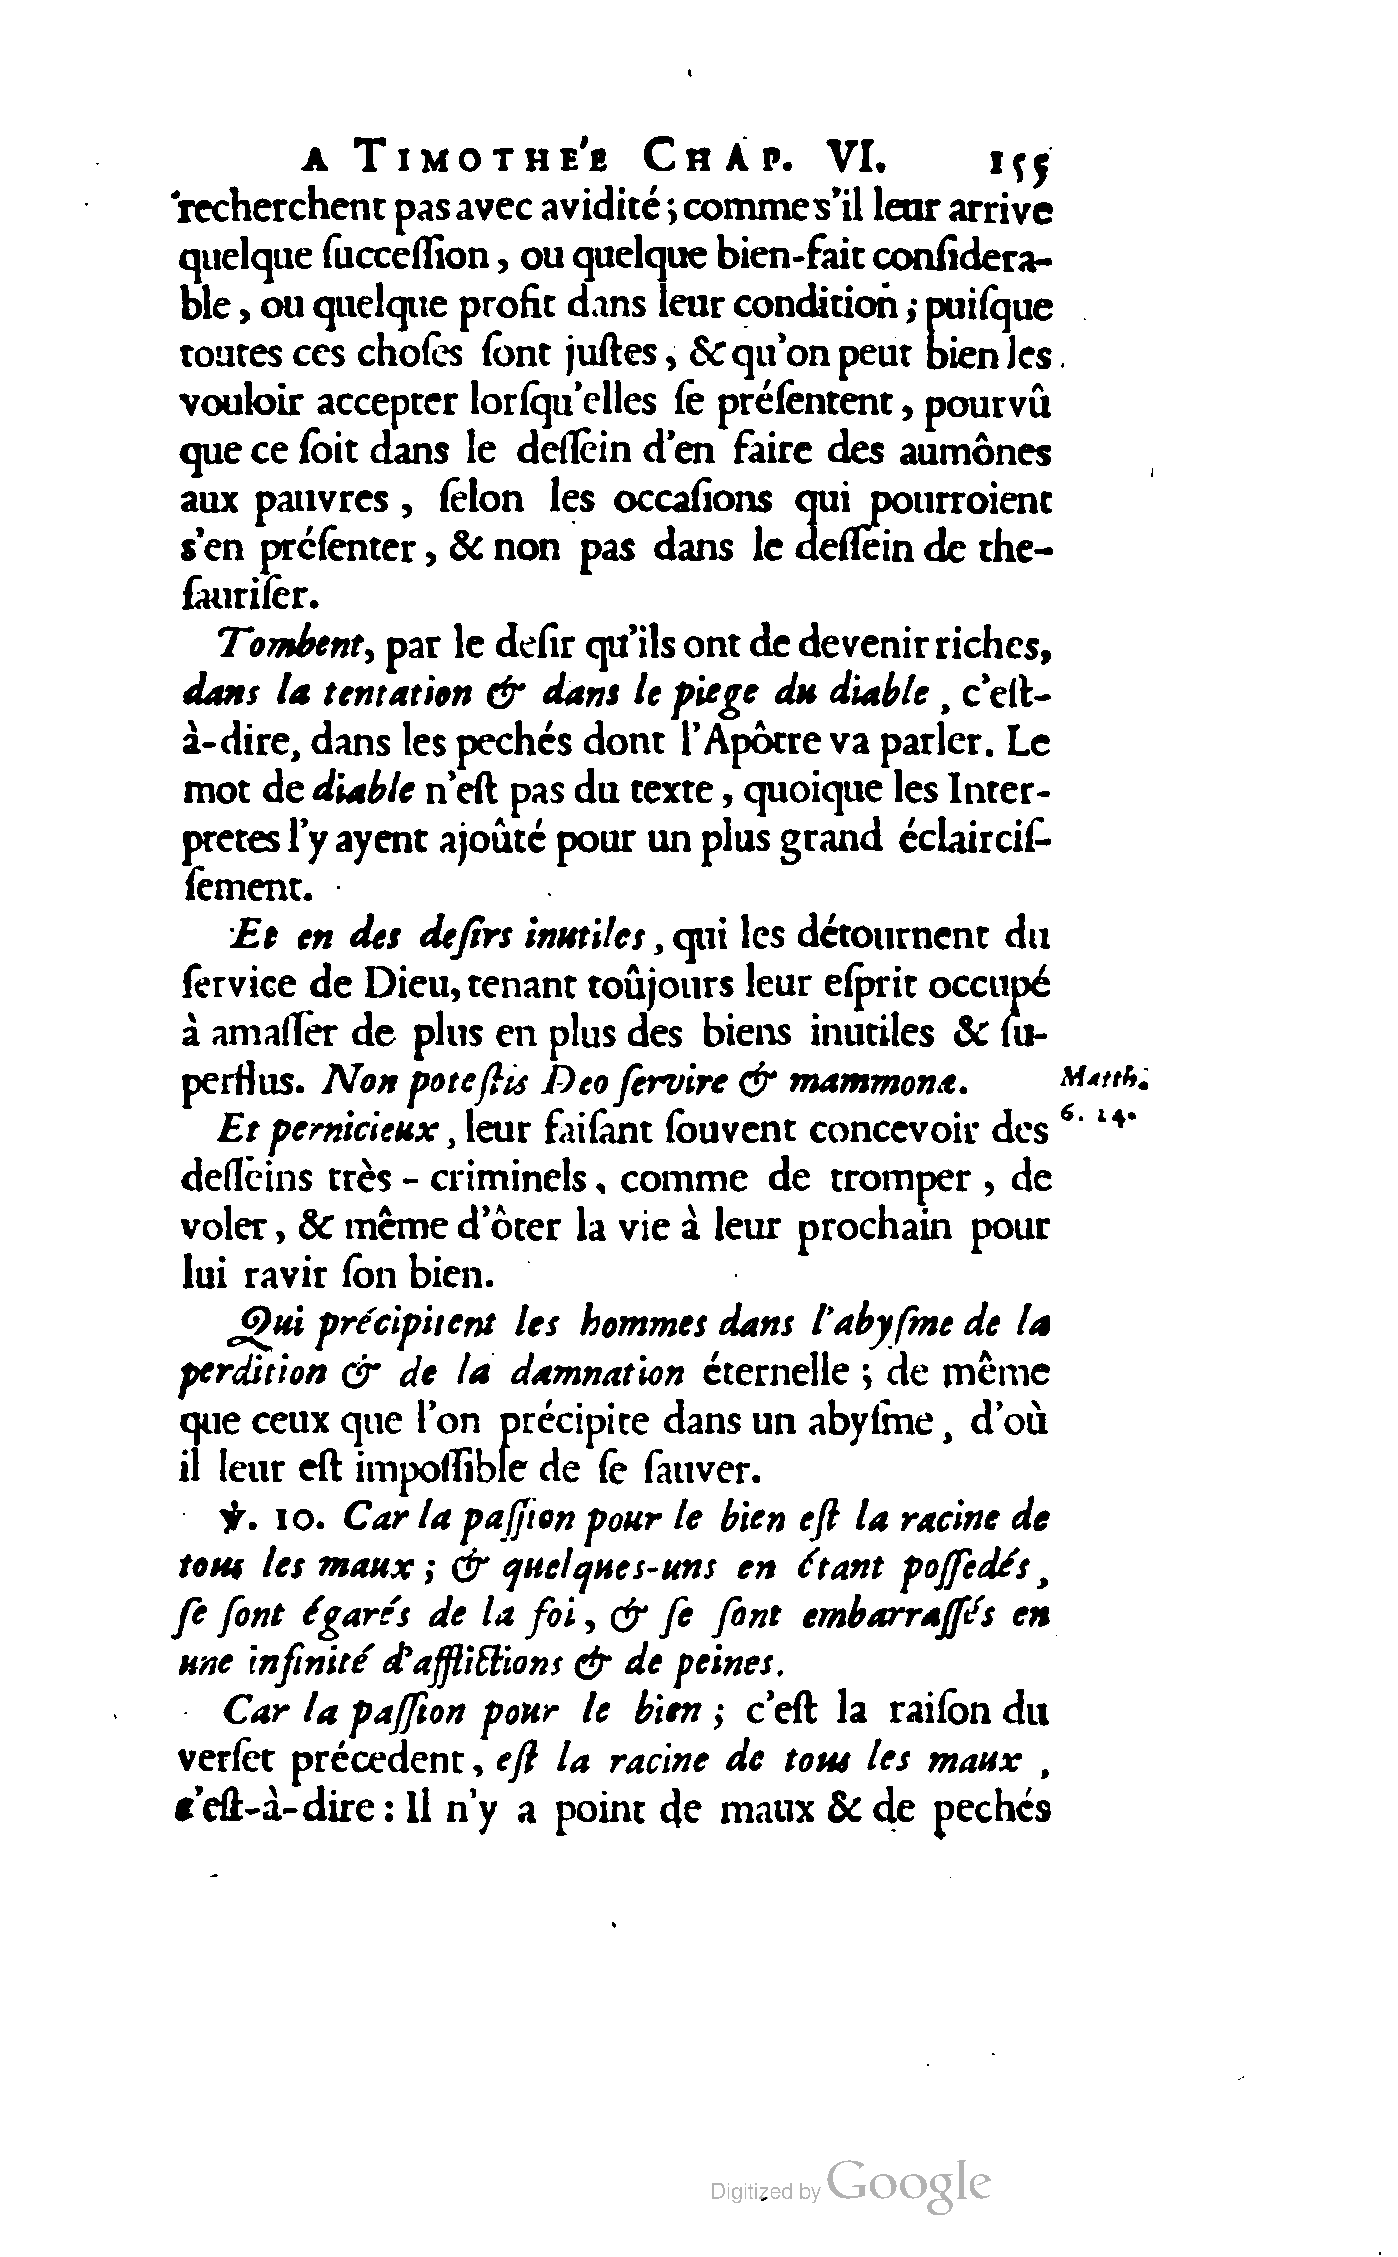 A TIMOTHE'E CHAP. VI. 155
recherchent pas avec avidité ; comme s'il leur arrive
quelque ſucceſſion , ou quelque bien-fait conſidera-
ble , ou quelque profit dans leur condition ; puiſque
toutes ces choſes ſont juſtes , & qu'on peut bien les
vouloir accepter lorſqu'elles ſe préſentent , pourvû
que ce ſoit dans le deſſein d'en faire des aumônes
aux pauvres , ſelon les occaſions qui pourroient
s'en préſenter , & non pas dans le deſſein de the-
ſauriſer.
Tombent, par le deſir qu'ils ont de devenir riches,
dans la tentation & dans le piege du diable , c'eſt-
à-dire, dans les pechés dont l'Apôtre va parler. Le
mot de diable n'eſt pas du texte , quoique les Inter-
pretes l'y ayent ajoûté pour un plus grand éclairciſ-
ſement.
Et en des deſirs inutiles , qui les détournent du
ſervice de Dieu, tenant toûjours leur eſprit occupé
à amaſſer de plus en plus des biens inutiles & ſu-
perflus. Non poteſtis Deo ſervire & mammonæ. Matth.
6. 24.
Et pernicieux , leur faiſant ſouvent concevoir des
deſſeins très - criminels , comme de tromper , de
voler , & même d'ôter la vie à leur prochain pour
lui ravir ſon bien.
Qui précipitent les hommes dans l'abyſme de la
perdition & de la damnation éternelle ; de même
que ceux que l'on précipite dans un abyſme , d'où
il leur eſt impoſſible de ſe ſauver.
℣. 10. Car la paſſion pour le bien eſt la racine de
tous les maux ; & quelques-uns en étant poſſedés ,
ſe ſont égarés de la foi , & ſe ſont embarraſſés en
une infinité d'afflictions & de peines.
Car la paſſion pour le bien ; c'eſt la raiſon du
verſet précedent , eſt la racine de tous les maux ,
c'eſt-à-dire : Il n'y a point de maux & de pechés
Digitized by Google